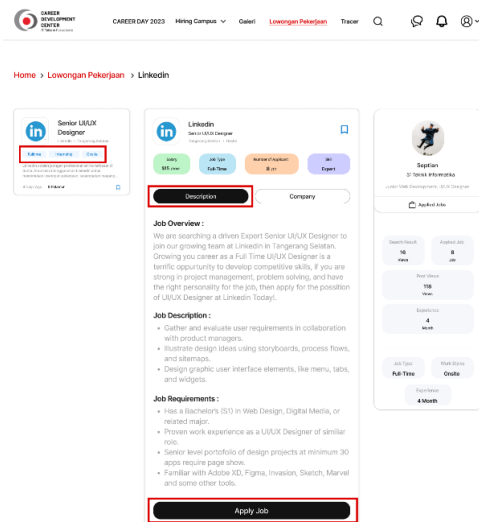 CAREER
DEVELOPMENT
CENTER
CAREER DAY 2023
Hiring Campus
Galeri
Lowongan Pekerjaan
Tracer
Home > Lowongan Pekerjaan > Linkedin
Senior UI/UX
Designer
Full time
Internship
Onsite
Linkedin
Senior UI/UX Designer
Salary
Job Type
Number of Applicant
Skill
$15 /Hour
Full-Time
8
Expert
Description
Company
Job Overview :
We are searching a driven Expert Senior UI/UX Designer to
join our growing team at LinkedIn in Tangerang Selatan.
Growing you career as a Full Time UI/UX Designer is a
terrific oppurtunity to develop competitive skills, if you are
strong in project management, problem solving, and have
the right personality for the job, then apply for the possition
of UI/UX Designer at Linkedin Today!.
Job Description :
• Gather and evaluate user requirements in collaboration
with product managers.
• Illustrate design ideas using storyboards, process flows,
and sitemaps.
• Design graphic user interface elements, like menu, tabs,
and widgets.
Job Requirements :
• Has a Bachelor's (S1) in Web Design, Digital Media, or
related major.
• Proven work experience as a UI/UX Designer of similiar
role.
• Senior level portofolio of design projects at minimum 30
apps require page show.
• Familiar with Adobe XD, Figma, Invasion, Sketch, Marvel
and some other tools.
Apply Job
Septian
S1 Teknik Informatika
Applied Jobs
Search Result
Applied Job
16
Views
8
Job
Post Views
116
Views
Experience
4
Month
Job Type
Work Status
Full-Time
Onsite
Experience
4 Month